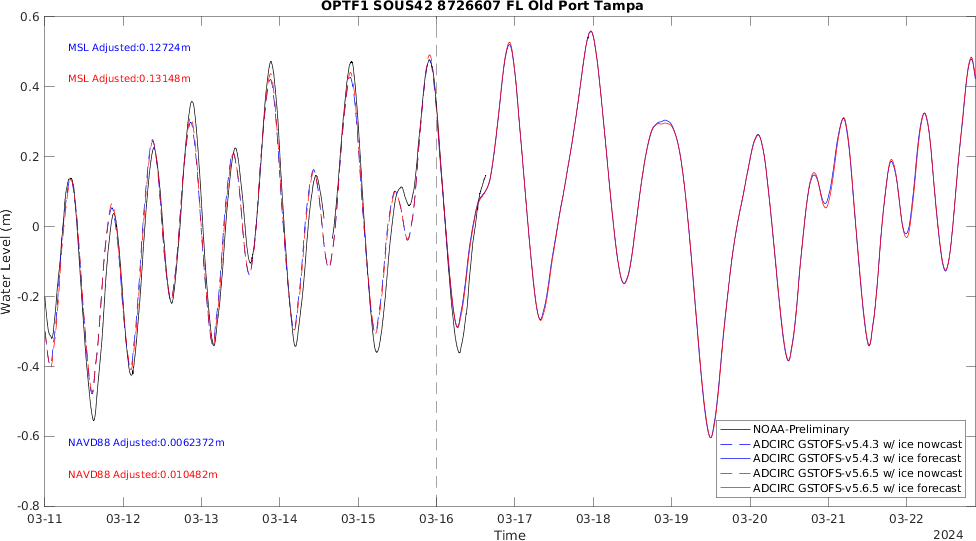 OPTF1 SOUS42 8726607 FL Old Port Tampa
0.6
MSL Adjusted:0.12724m
MSL Adjusted:0.13148m
0.4
0.2
0
-0.2
-0.4
-0.6
-0.8
Water Level (m)
NAVD88 Adjusted:0.0062372m
NAVD88 Adjusted:0.010482m
NOAA-Preliminary
ADCIRC GSTOFS-v5.4.3 w/ ice nowcast
ADCIRC GSTOFS-v5.4.3 w/ ice forecast
ADCIRC GSTOFS-v5.6.5 w/ ice nowcast
ADCIRC GSTOFS-v5.6.5 w/ ice forecast
03-11 03-12 03-13 03-14 03-15 03-16 03-17 03-18 03-19 03-20 03-21 03-22
Time
2024